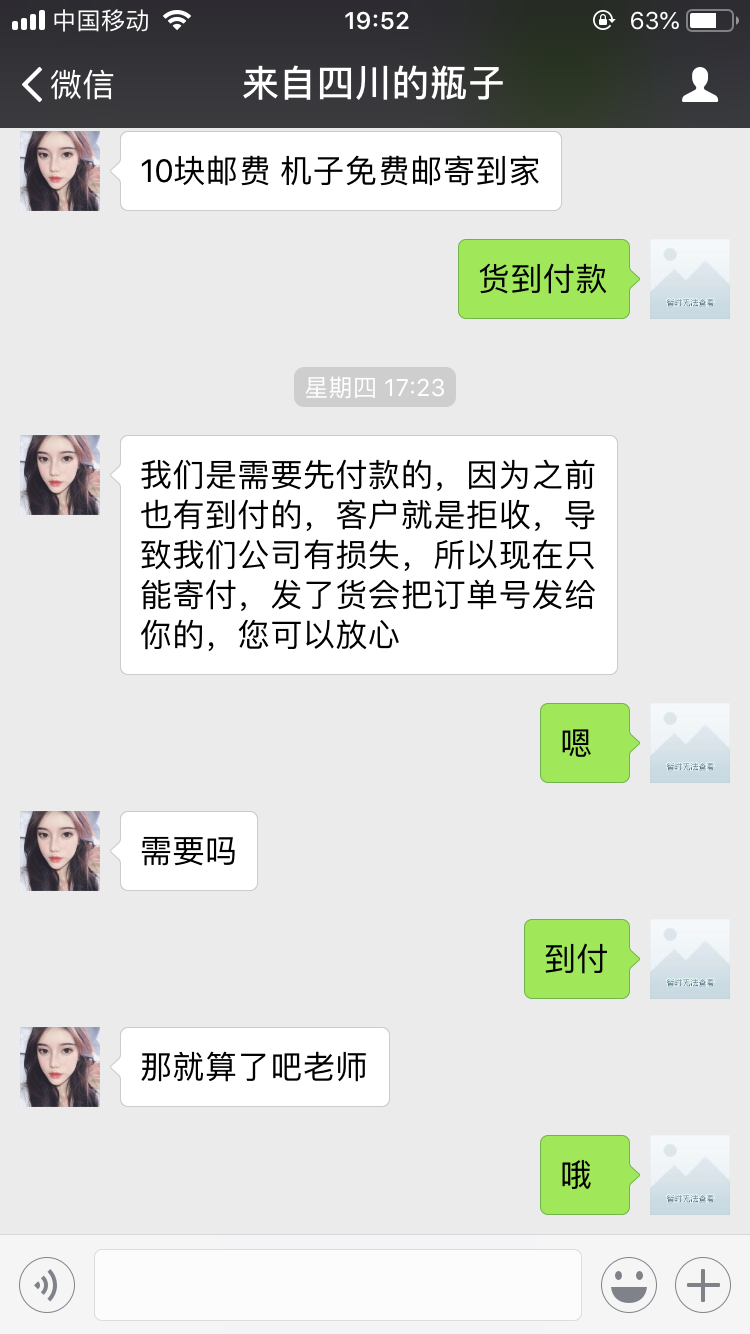 中国移动
19:52
63%
微信
来自四川的瓶子
10块邮费 机子免费邮寄到家
货到付款
暂时无法查看
星期四 17:23
我们是需要先付款的，因为之前
也有到付的，客户就是拒收，导
致我们公司有损失，所以现在只
能寄付，发了货会把订单号发给
你的，您可以放心
嗯
暂时无法查看
需要吗
到付
暂时无法查看
那就算了吧老师
哦
暂时无法查看